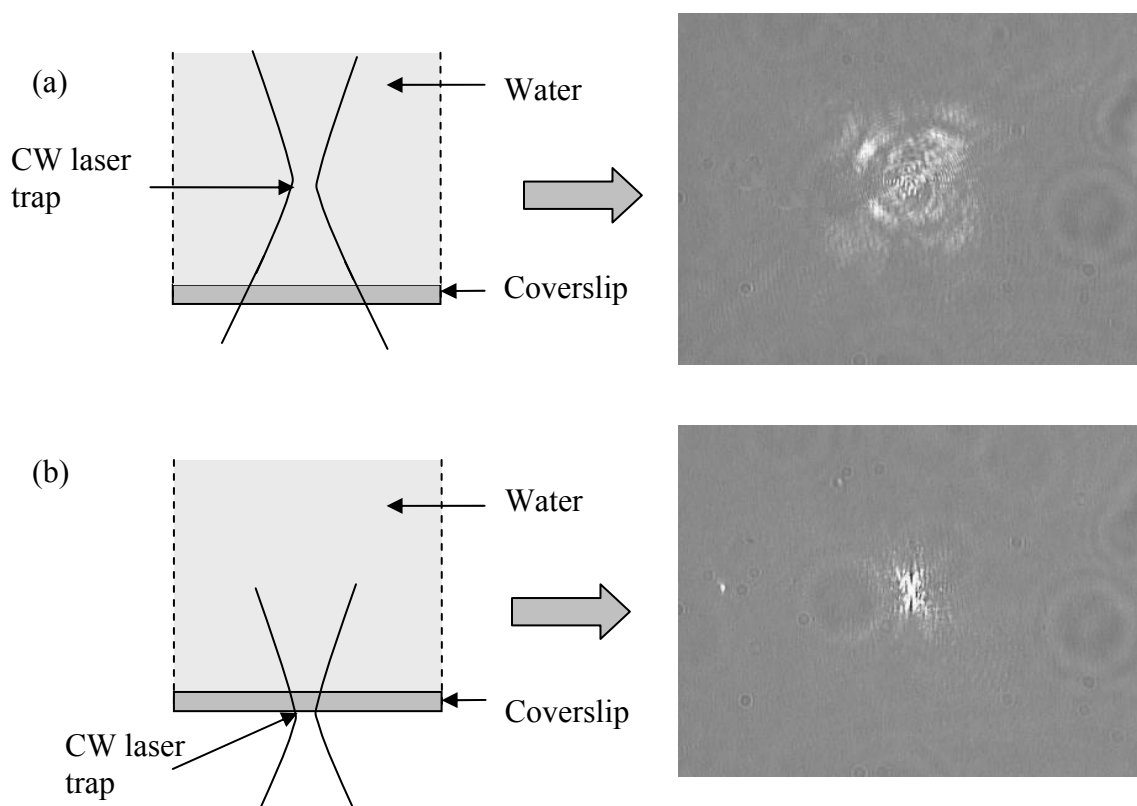 (a)
Water
CW laser
trap
Coverslip
(b)
Water
Coverslip
CW laser
trap